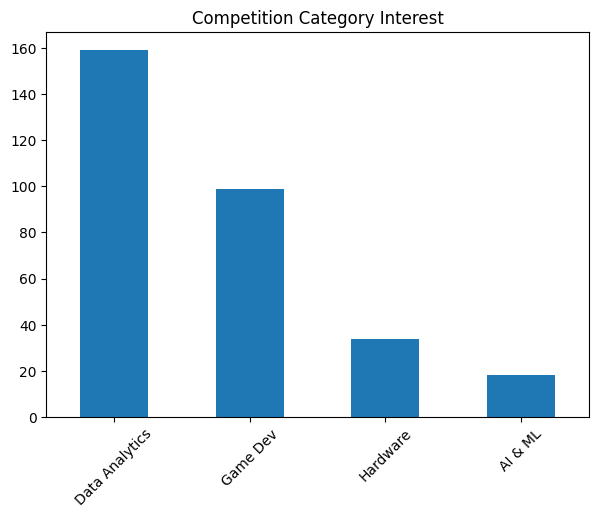 Competition Category Interest
160
140
120
100
80
60
40
20
0
Data Analytics
Game Dev
Hardware
AI & ML